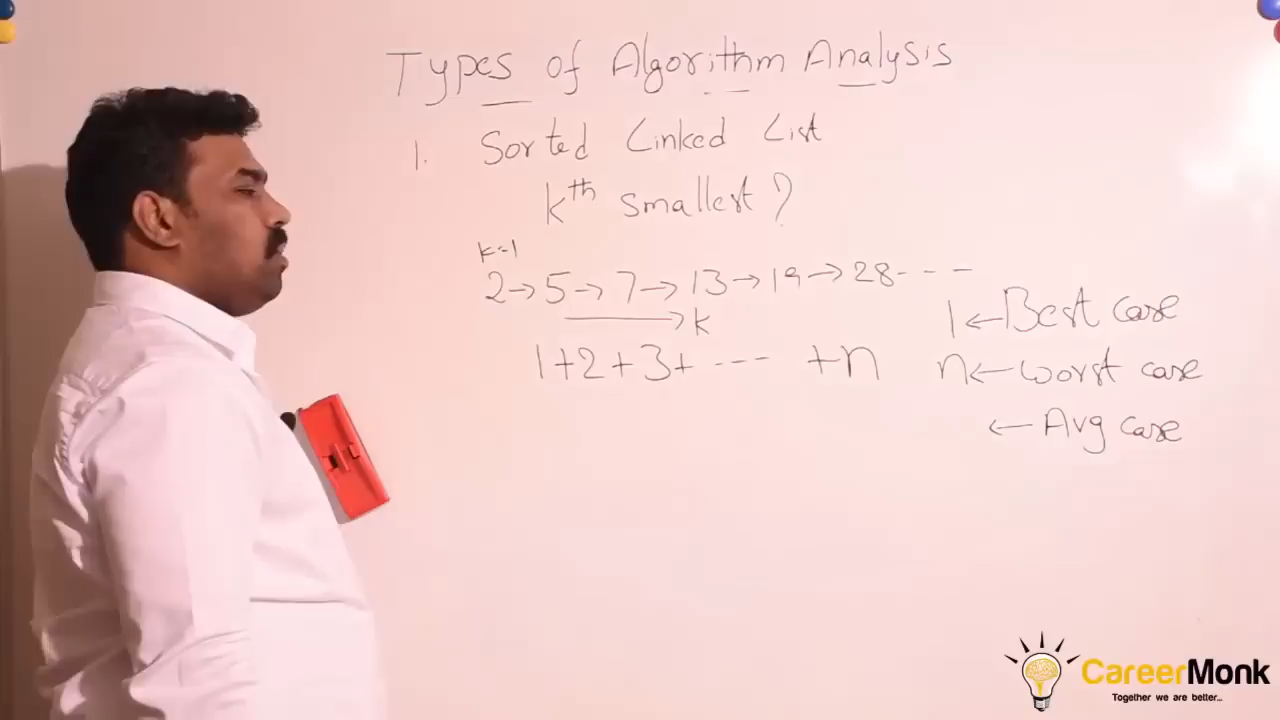 Types of Algorithm Analysis
1. Sorted Linked List
kth smallest ?
k=1
2→5→7→13→19→28- - -
k
1+2+3+ ---- +n
1←Best case
n←worst case
←Avg case
CareerMonk
Together we are better...